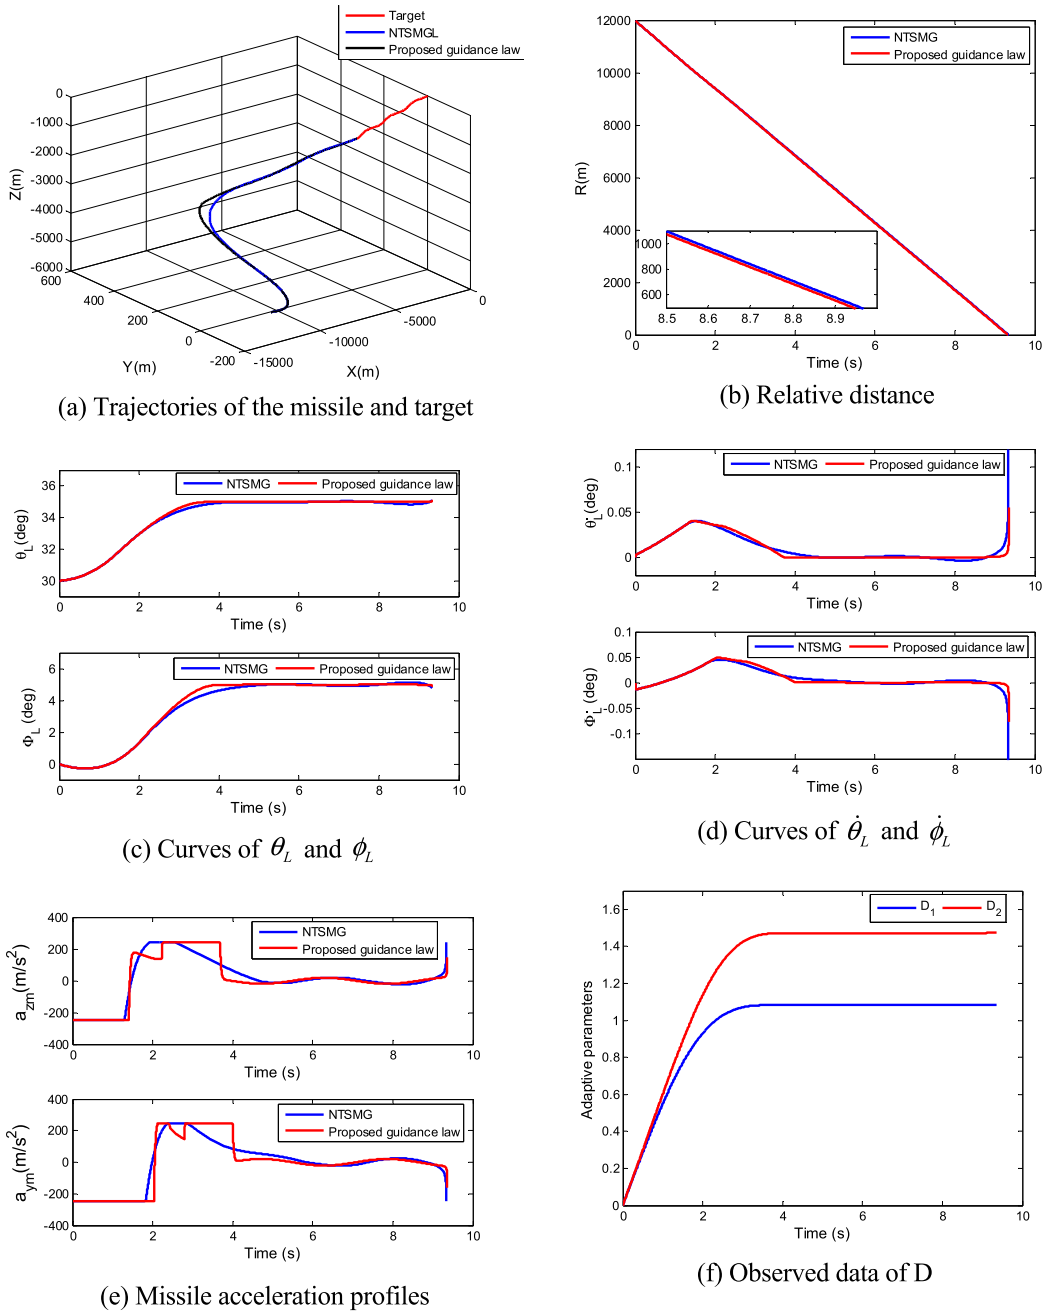 Target
NTSMGL
Proposed guidance law
0
-1000
-2000
-3000
-4000
-5000
-6000
Z(m)
600
400
200
0
-200
Y(m)
-15000
-10000
-5000
0
X(m)
(a) Trajectories of the missile and target
12000
10000
8000
6000
4000
2000
0
R(m)
NTSMG
Proposed guidance law
1000
800
600
8.5 8.6 8.7 8.8 8.9
0 2 4 6 8 10
Time (s)
(b) Relative distance
36
34
32
30
θL(deg)
NTSMG Proposed guidance law
0 2 4 6 8 10
Time (s)
6
4
2
0
ΦL (deg)
NTSMG Proposed guidance law
0 2 4 6 8 10
Time (s)
(c) Curves of θL and ϕL
0.1
0.05
0
θ̇L(deg)
NTSMG Proposed guidance law
0 2 4 6 8 10
Time (s)
0.1
0.05
0
-0.05
-0.1
Φ̇L (deg)
NTSMG Proposed guidance law
0 2 4 6 8 10
Time (s)
(d) Curves of θ̇L and ϕ̇L
400
200
0
-200
-400
azm(m/s²)
NTSMG
Proposed guidance law
0 2 4 6 8 10
Time (s)
400
200
0
-200
-400
aym(m/s²)
NTSMG
Proposed guidance law
0 2 4 6 8 10
Time (s)
(e) Missile acceleration profiles
1.6
1.4
1.2
1
0.8
0.6
0.4
0.2
0
Adaptive parameters
D1 D2
0 2 4 6 8 10
Time (s)
(f) Observed data of D